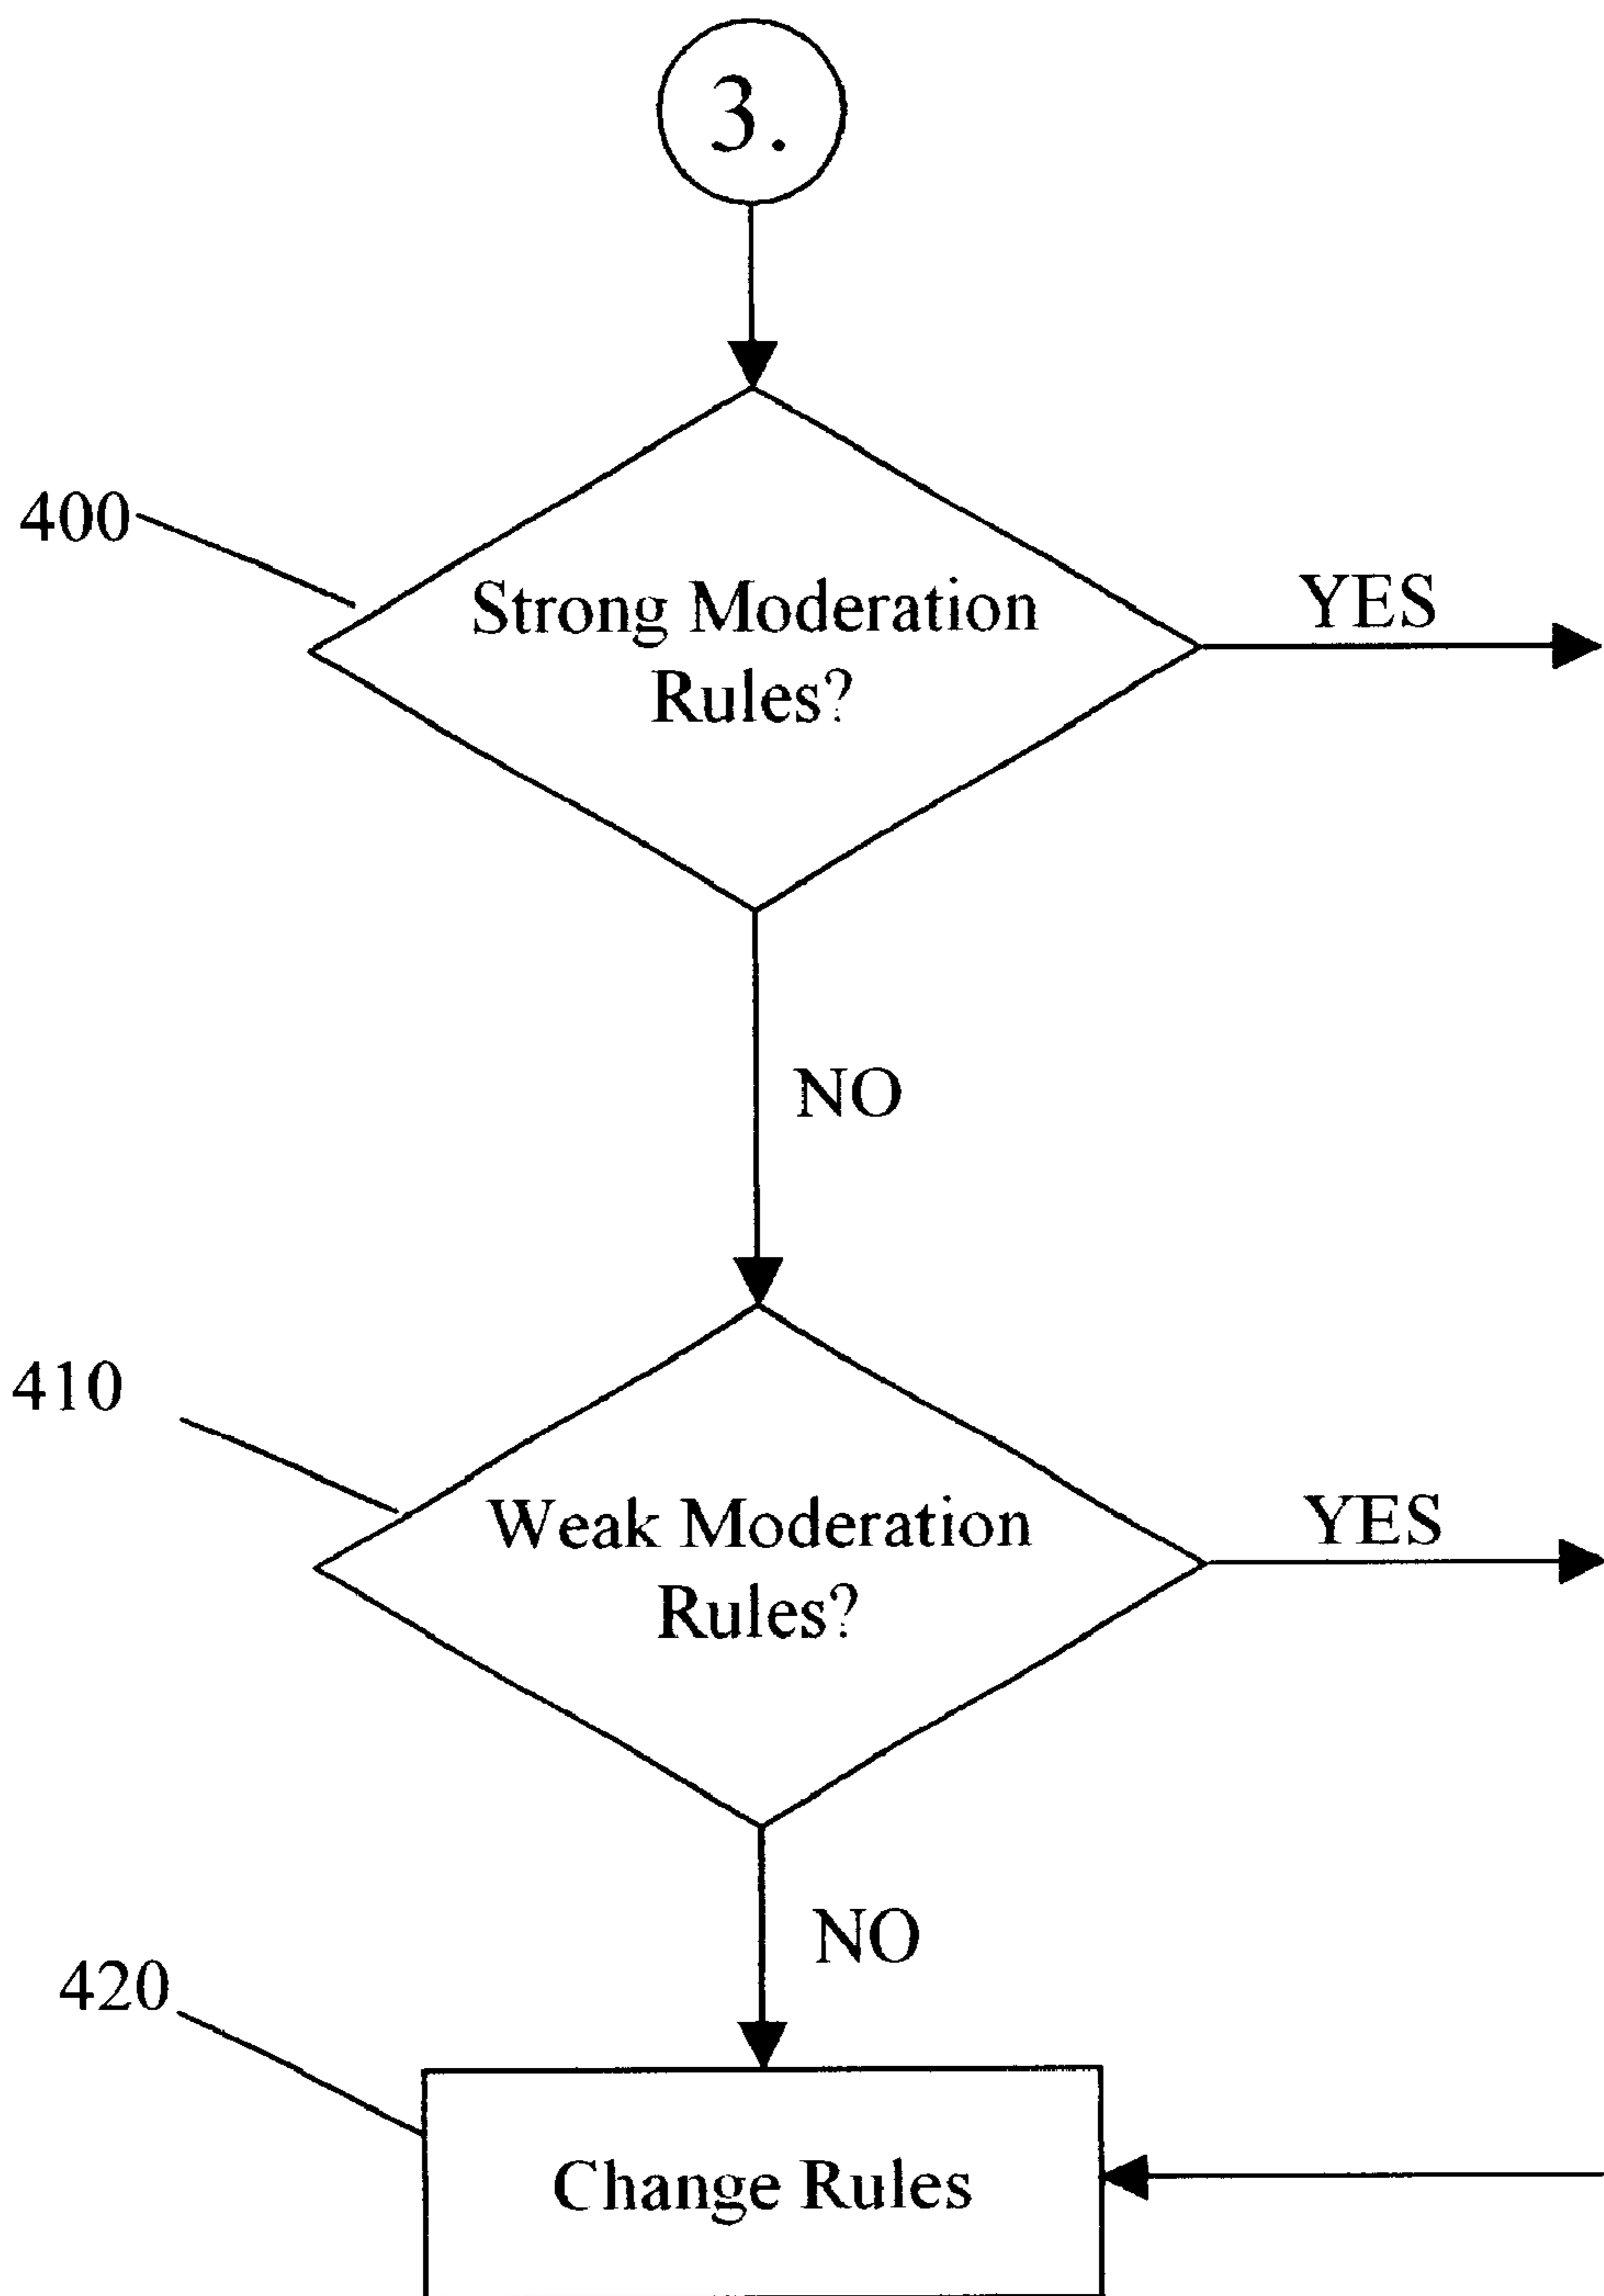 3.
400
Strong Moderation
Rules?
YES
NO
410
Weak Moderation
Rules?
YES
NO
420
Change Rules